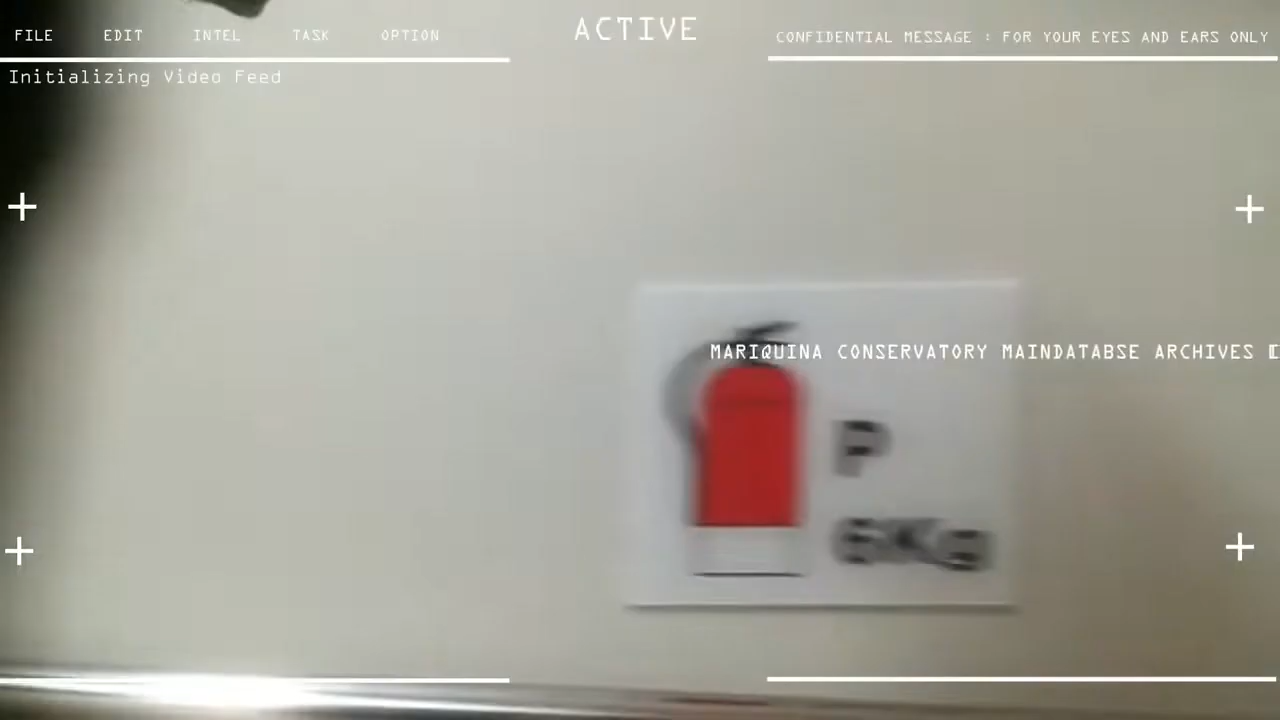 FILE EDIT INTEL TASK OPTION
ACTIVE
CONFIDENTIAL MESSAGE : FOR YOUR EYES AND EARS ONLY
Initializing Video Feed
MARIQUINA CONSERVATORY MAINDATABSE ARCHIVES
P
6Kg